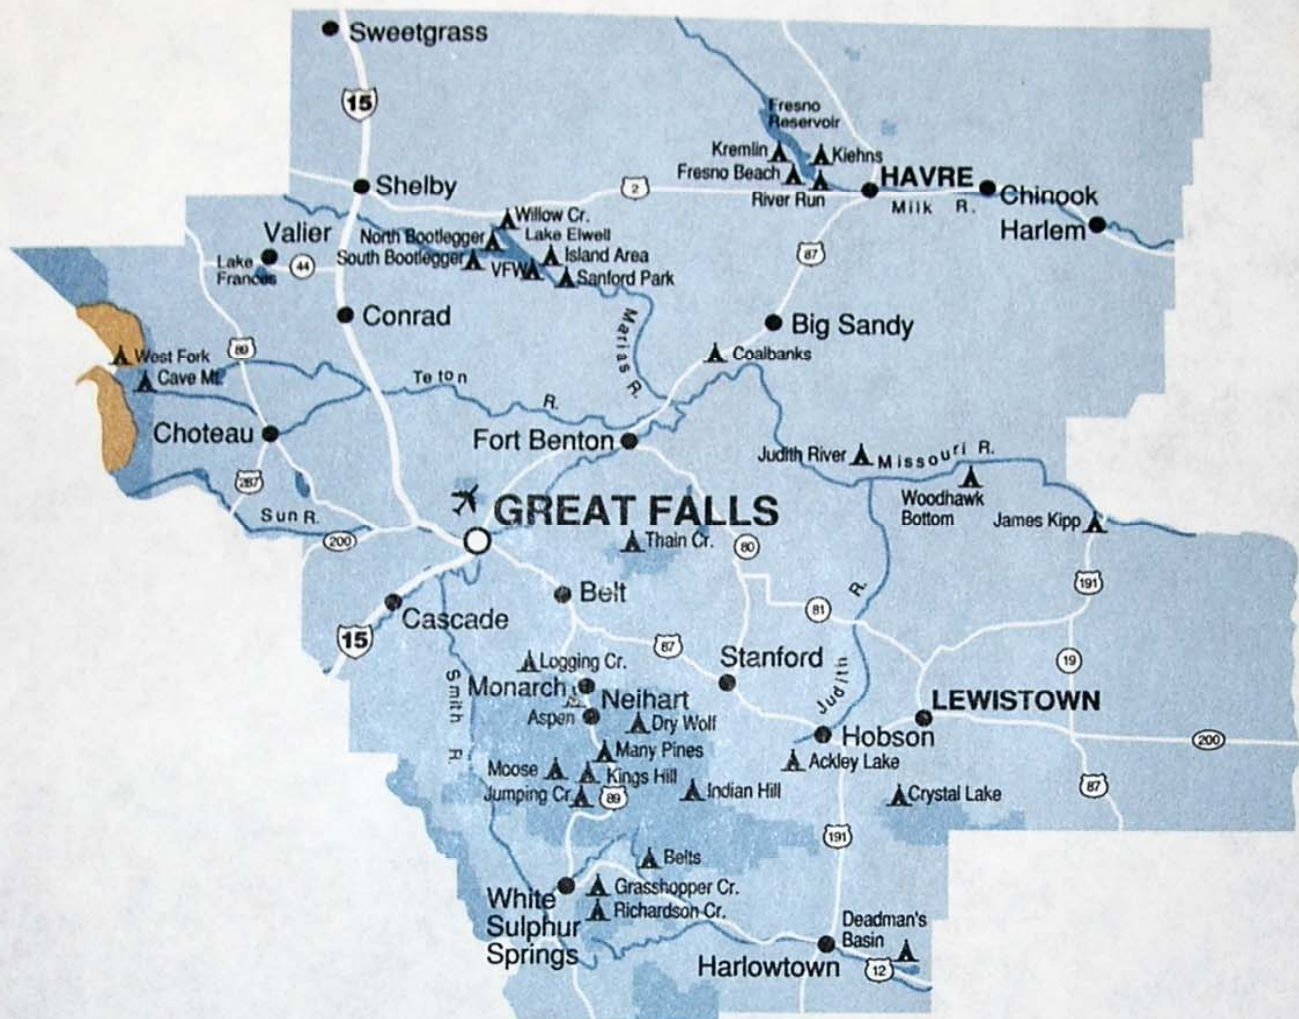 Sweetgrass
15
Fresno
Reservoir
Kremlin
Kiehns
Fresno Beach
HAVRE
Shelby
2
River Run
Milk R.
Chinook
Harlem
Willow Cr.
Valier
North Bootlegger
Lake Elwell
87
Lake
Frances
44
South Bootlegger
VFW
Island Area
Sanford Park
Conrad
Marias R.
Big Sandy
89
West Fork
Cave Mt.
Coalbanks
Teton R.
Choteau
Fort Benton
Judith River
Missouri R.
287
Woodhawk
Bottom
Sun R.
GREAT FALLS
James Kipp
200
Thain Cr.
80
Belt
191
Cascade
81
15
87
Judith R.
Stanford
19
Logging Cr.
Smith R.
Monarch
Neihart
LEWISTOWN
Aspen
Dry Wolf
Hobson
200
Many Pines
Moose
Kings Hill
Ackley Lake
Jumping Cr.
89
Indian Hill
Crystal Lake
87
191
Belts
White
Sulphur
Springs
Grasshopper Cr.
Richardson Cr.
Deadman's
Basin
Harlowtown
12